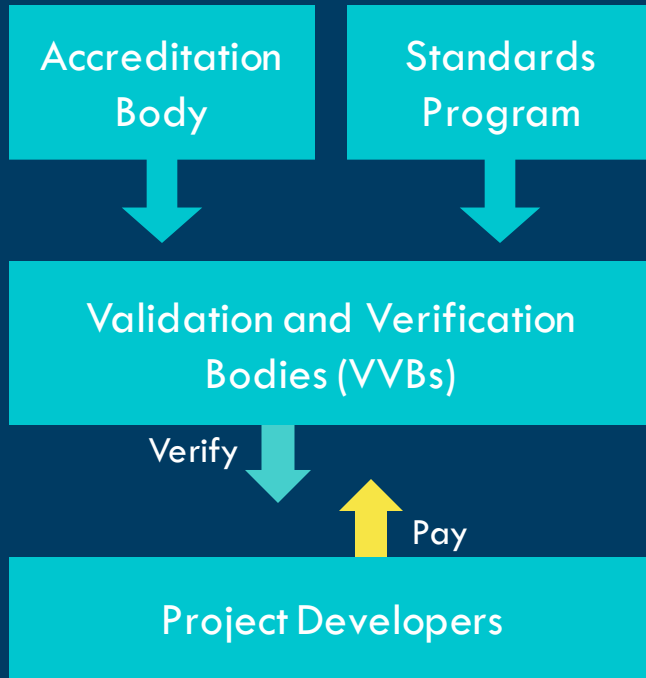 Accreditation
Body
Standards
Program
Validation and Verification
Bodies (VVBs)
Verify
Pay
Project Developers